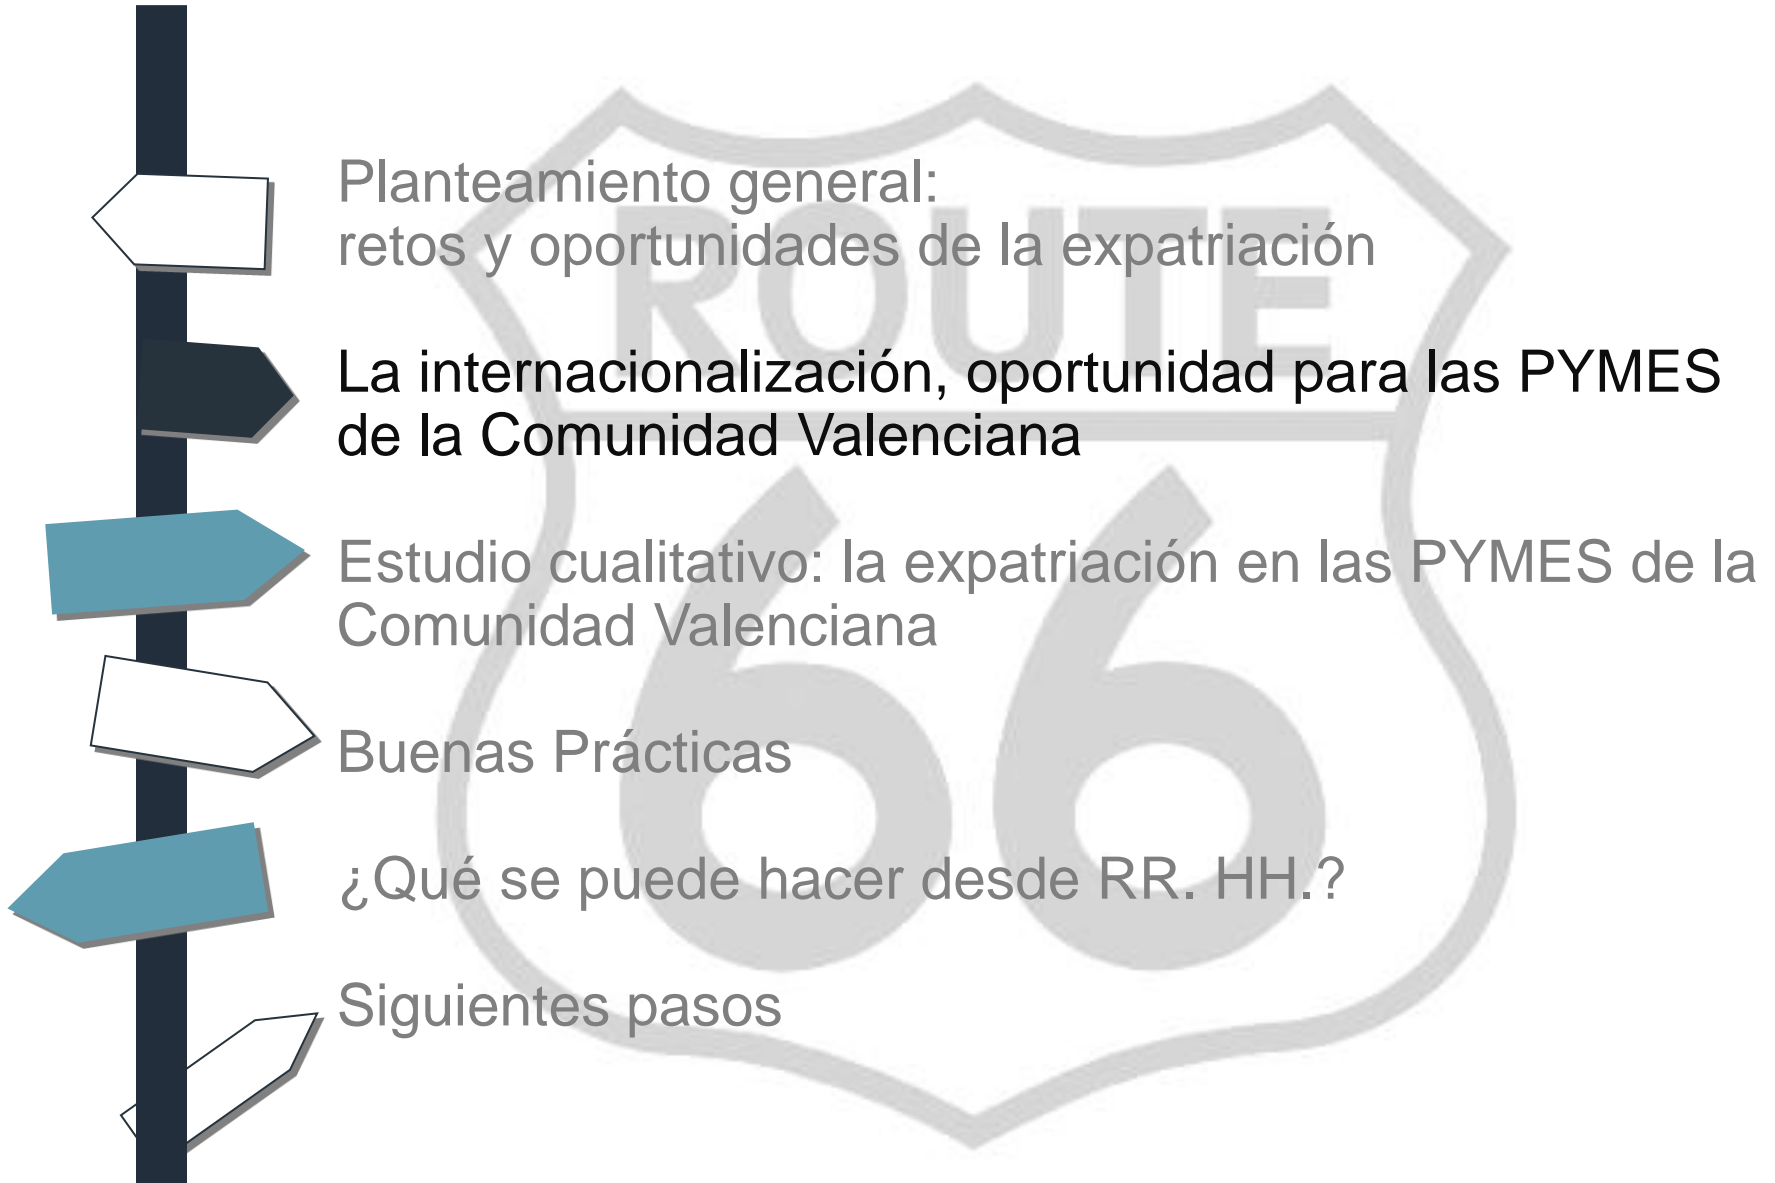 ROUTE
66
Planteamiento general:
retos y oportunidades de la expatriación
La internacionalización, oportunidad para las PYMES
de la Comunidad Valenciana
Estudio cualitativo: la expatriación en las PYMES de la
Comunidad Valenciana
Buenas Prácticas
¿Qué se puede hacer desde RR. HH.?
Siguientes pasos